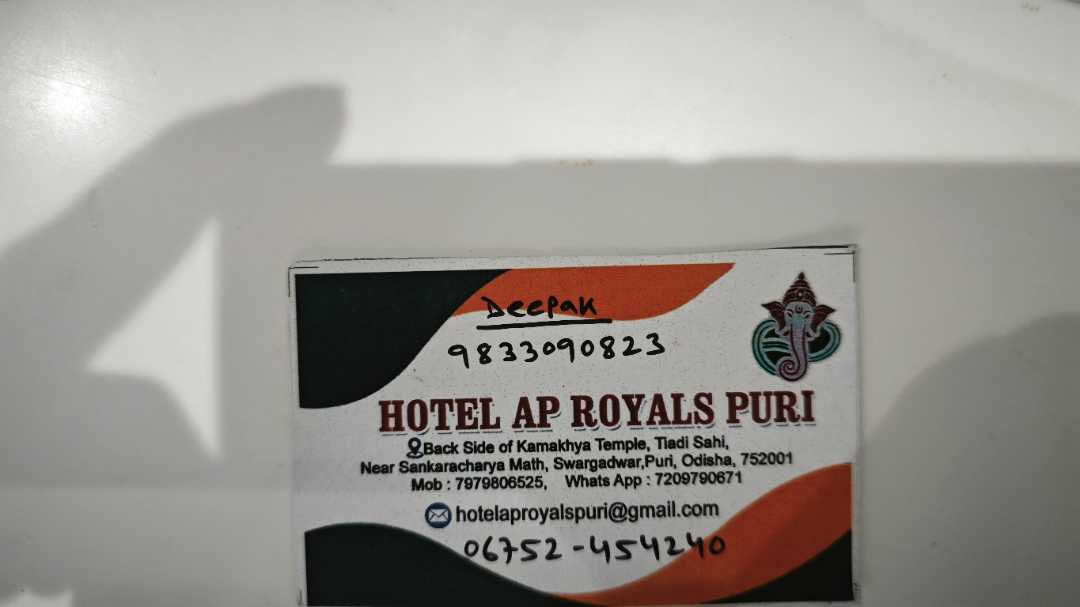 Deepak
9833090823
HOTEL AP ROYALS PURI
Back Side of Kamakhya Temple, Tiadi Sahi,
Near Sankaracharya Math, Swargadwar,Puri, Odisha, 752001
Mob : 7979806525, Whats App : 7209790671
hotelaproyalspuri@gmail.com
06752-454240